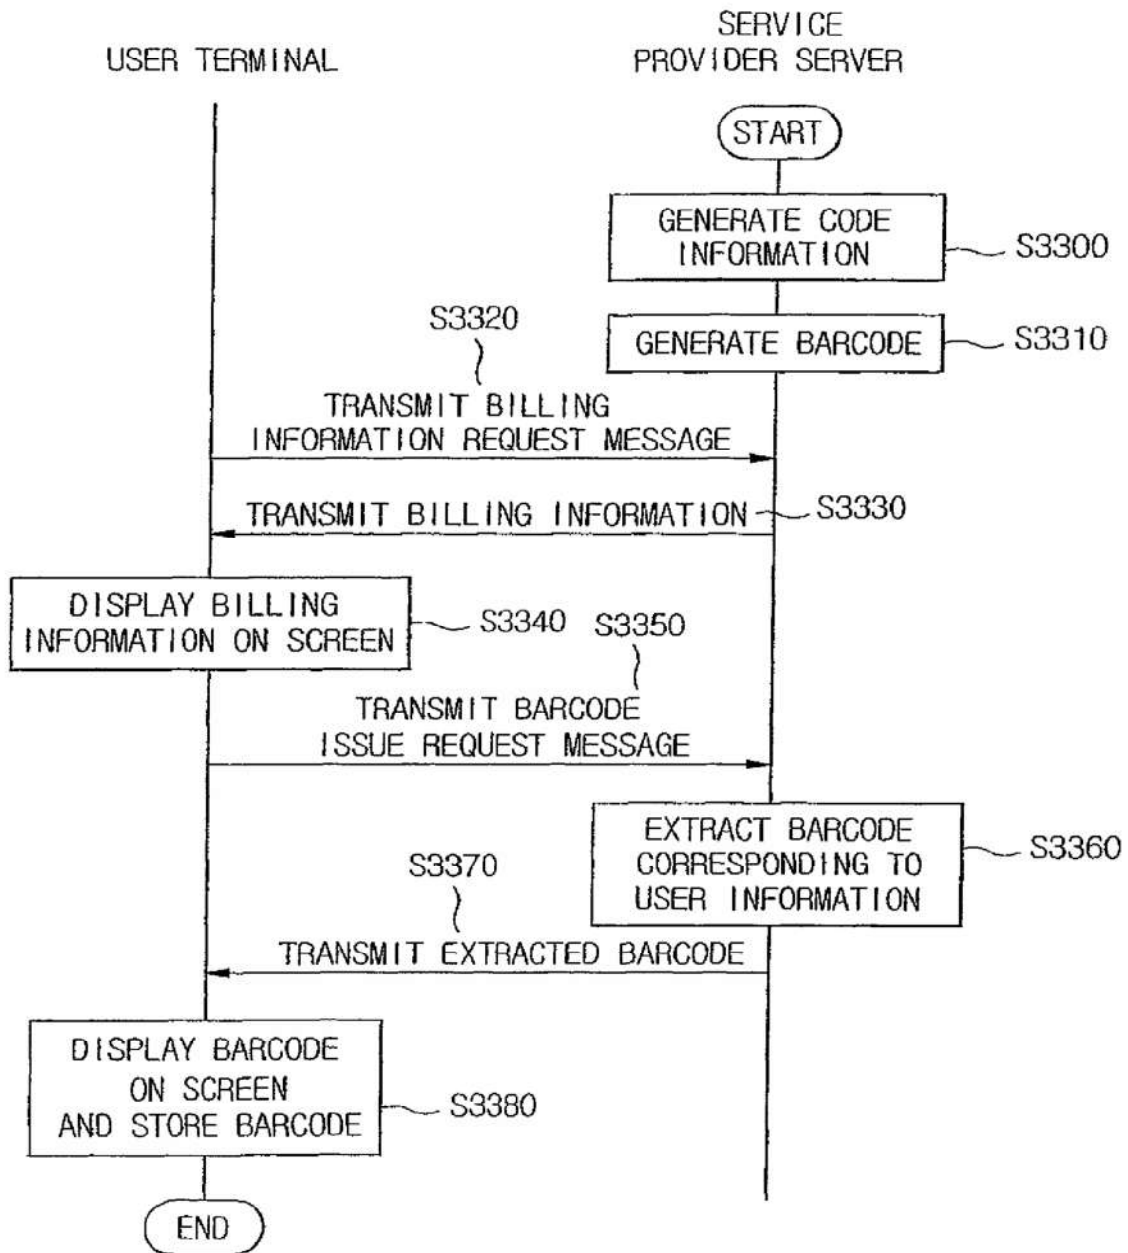 USER TERMINAL
SERVICE
PROVIDER SERVER
START
GENERATE CODE
INFORMATION
S3300
GENERATE BARCODE
S3310
S3320
TRANSMIT BILLING
INFORMATION REQUEST MESSAGE
TRANSMIT BILLING INFORMATION
S3330
DISPLAY BILLING
INFORMATION ON SCREEN
S3340
S3350
TRANSMIT BARCODE
ISSUE REQUEST MESSAGE
EXTRACT BARCODE
CORRESPONDING TO
USER INFORMATION
S3360
S3370
TRANSMIT EXTRACTED BARCODE
DISPLAY BARCODE
ON SCREEN
AND STORE BARCODE
S3380
END